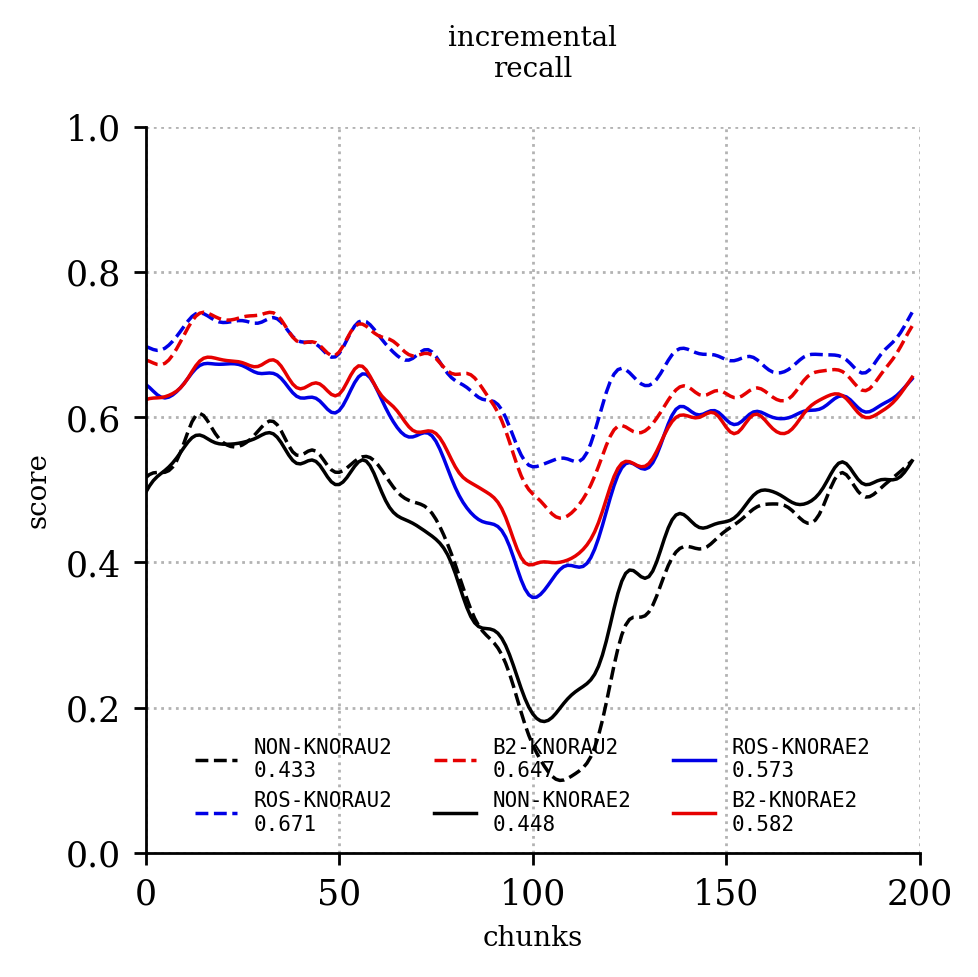 incremental
recall
1.0
0.8
0.6
0.4
0.2
0.0
score
NON-KNORAU2
0.433
ROS-KNORAU2
0.671
B2-KNORAU2
0.647
NON-KNORAE2
0.448
ROS-KNORAE2
0.573
B2-KNORAE2
0.582
0 50 100 150 200
chunks